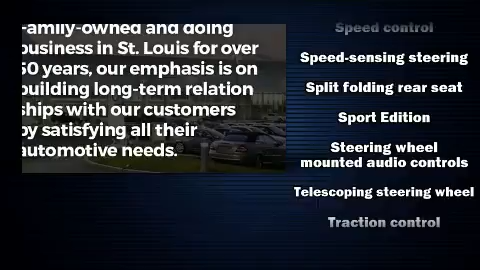 Family-owned and doing
business in St. Louis for over
50 years, our emphasis is on
building long-term relation
ships with our customers
by satisfying all their
automotive needs.
Speed control
Speed-sensing steering
Split folding rear seat
Sport Edition
Steering wheel
mounted audio controls
Telescoping steering wheel
Traction control